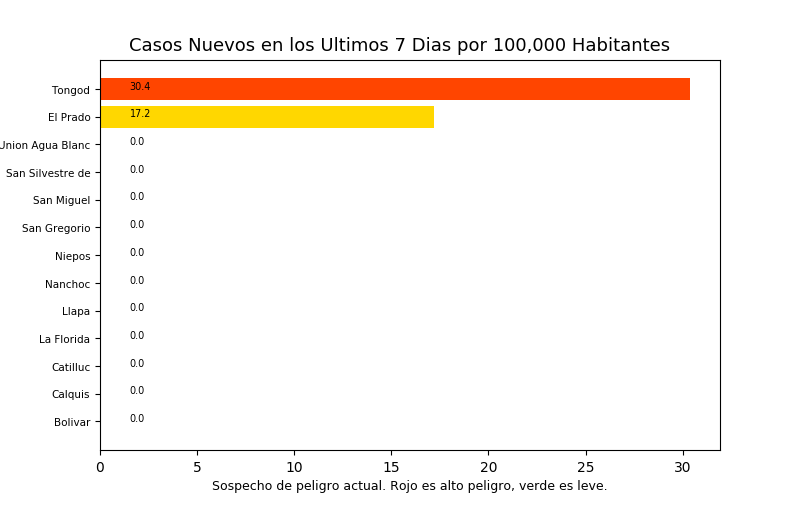 Casos Nuevos en los Ultimos 7 Dias por 100,000 Habitantes
Tongod 30.4
El Prado 17.2
Union Agua Blanc 0.0
San Silvestre de 0.0
San Miguel 0.0
San Gregorio 0.0
Niepos 0.0
Nanchoc 0.0
Llapa 0.0
La Florida 0.0
Catilluc 0.0
Calquis 0.0
Bolivar 0.0
0 5 10 15 20 25 30
Sospecho de peligro actual. Rojo es alto peligro, verde es leve.